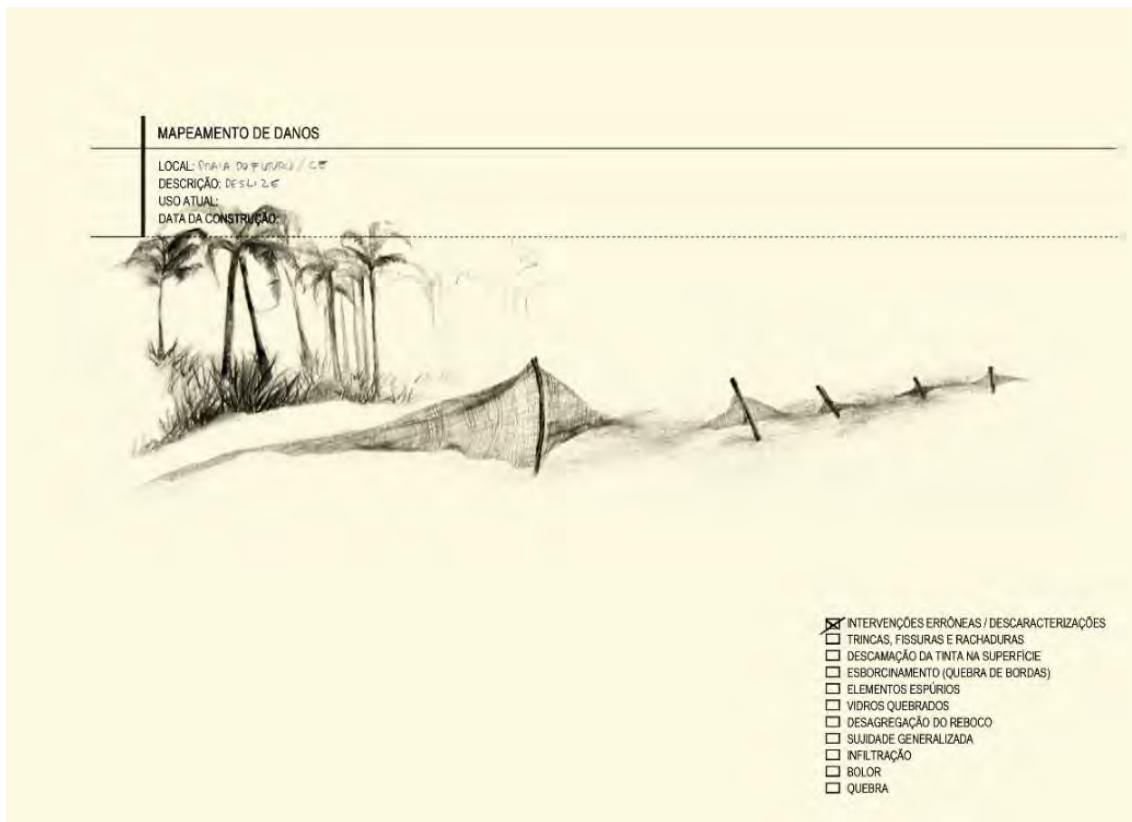 MAPEAMENTO DE DANOS
LOCAL: PRAIA DO FUTURO / CE
DESCRIÇÃO: DESLIZE
USO ATUAL:
DATA DA CONSTRUÇÃO:
INTERVENÇÕES ERRÔNEAS / DESCARACTERIZAÇÕES
TRINCAS, FISSURAS E RACHADURAS
DESCAMAÇÃO DA TINTA NA SUPERFÍCIE
ESBORCINAMENTO (QUEBRA DE BORDAS)
ELEMENTOS ESPÚRIOS
VIDROS QUEBRADOS
DESAGREGAÇÃO DO REBOCO
SUJIDADE GENERALIZADA
INFILTRAÇÃO
BOLOR
QUEBRA